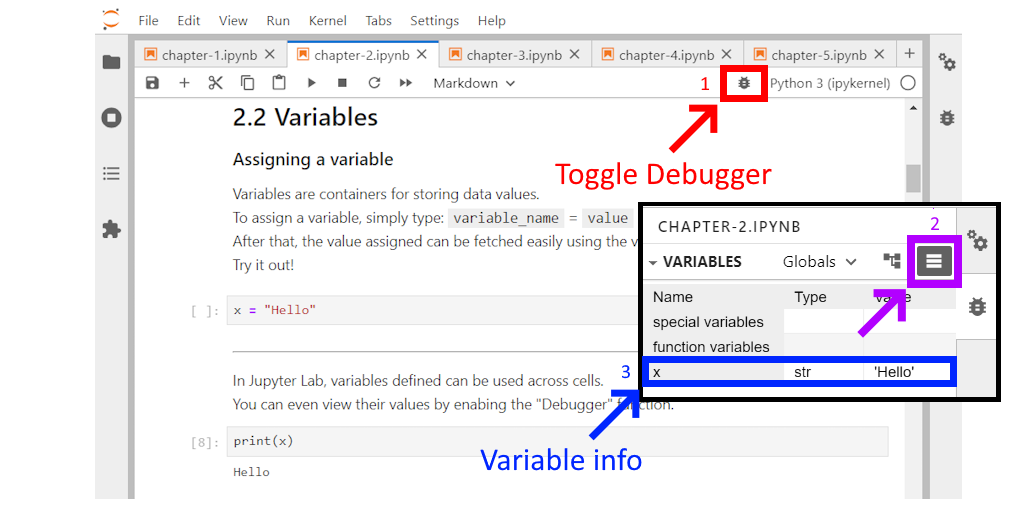 File Edit View Run Kernel Tabs Settings Help
chapter-1.ipynb chapter-2.ipynb chapter-3.ipynb chapter-4.ipynb chapter-5.ipynb
Markdown 1 Python 3 (ipykernel)
2.2 Variables
Toggle Debugger
Assigning a variable
Variables are containers for storing data values.
To assign a variable, simply type: variable_name = value
After that, the value assigned can be fetched easily using the v
Try it out!
[ ]: x = "Hello"
2
CHAPTER-2.IPYNB
VARIABLES Globals
Name Type Value
special variables
function variables
3 x str 'Hello'
In Jupyter Lab, variables defined can be used across cells.
You can even view their values by enabing the "Debugger" function.
[8]: print(x)
Hello
Variable info